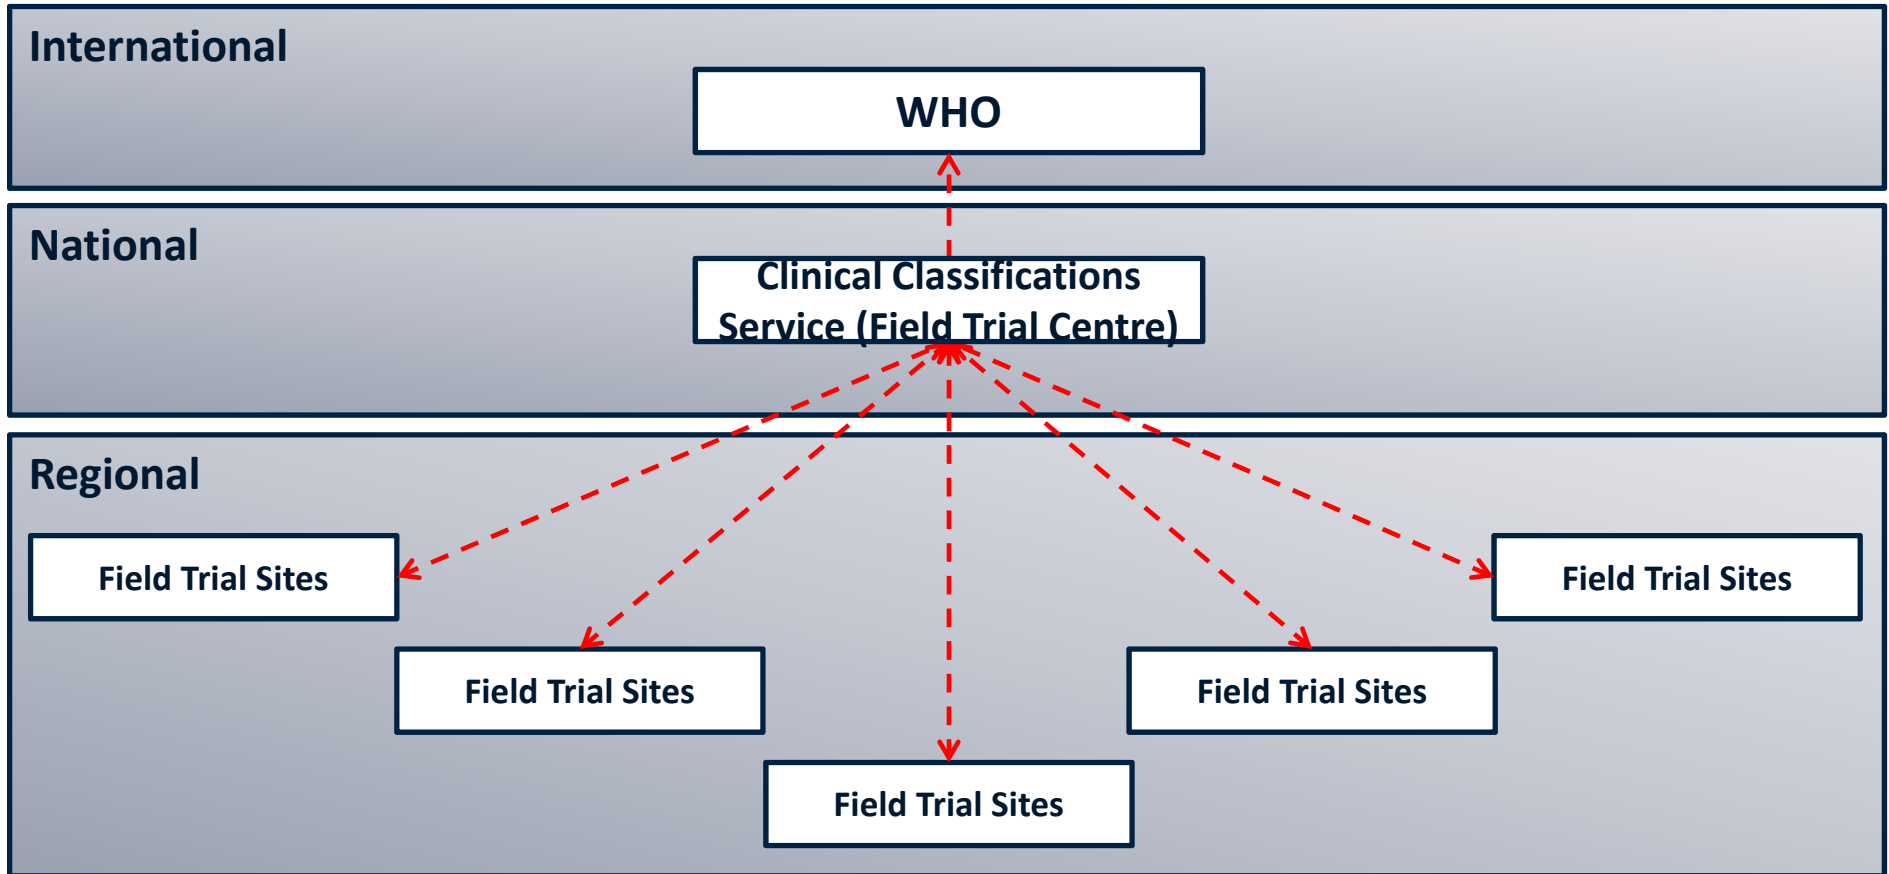 International
WHO
National
Clinical Classifications
Service (Field Trial Centre)
Regional
Field Trial Sites
Field Trial Sites
Field Trial Sites
Field Trial Sites
Field Trial Sites